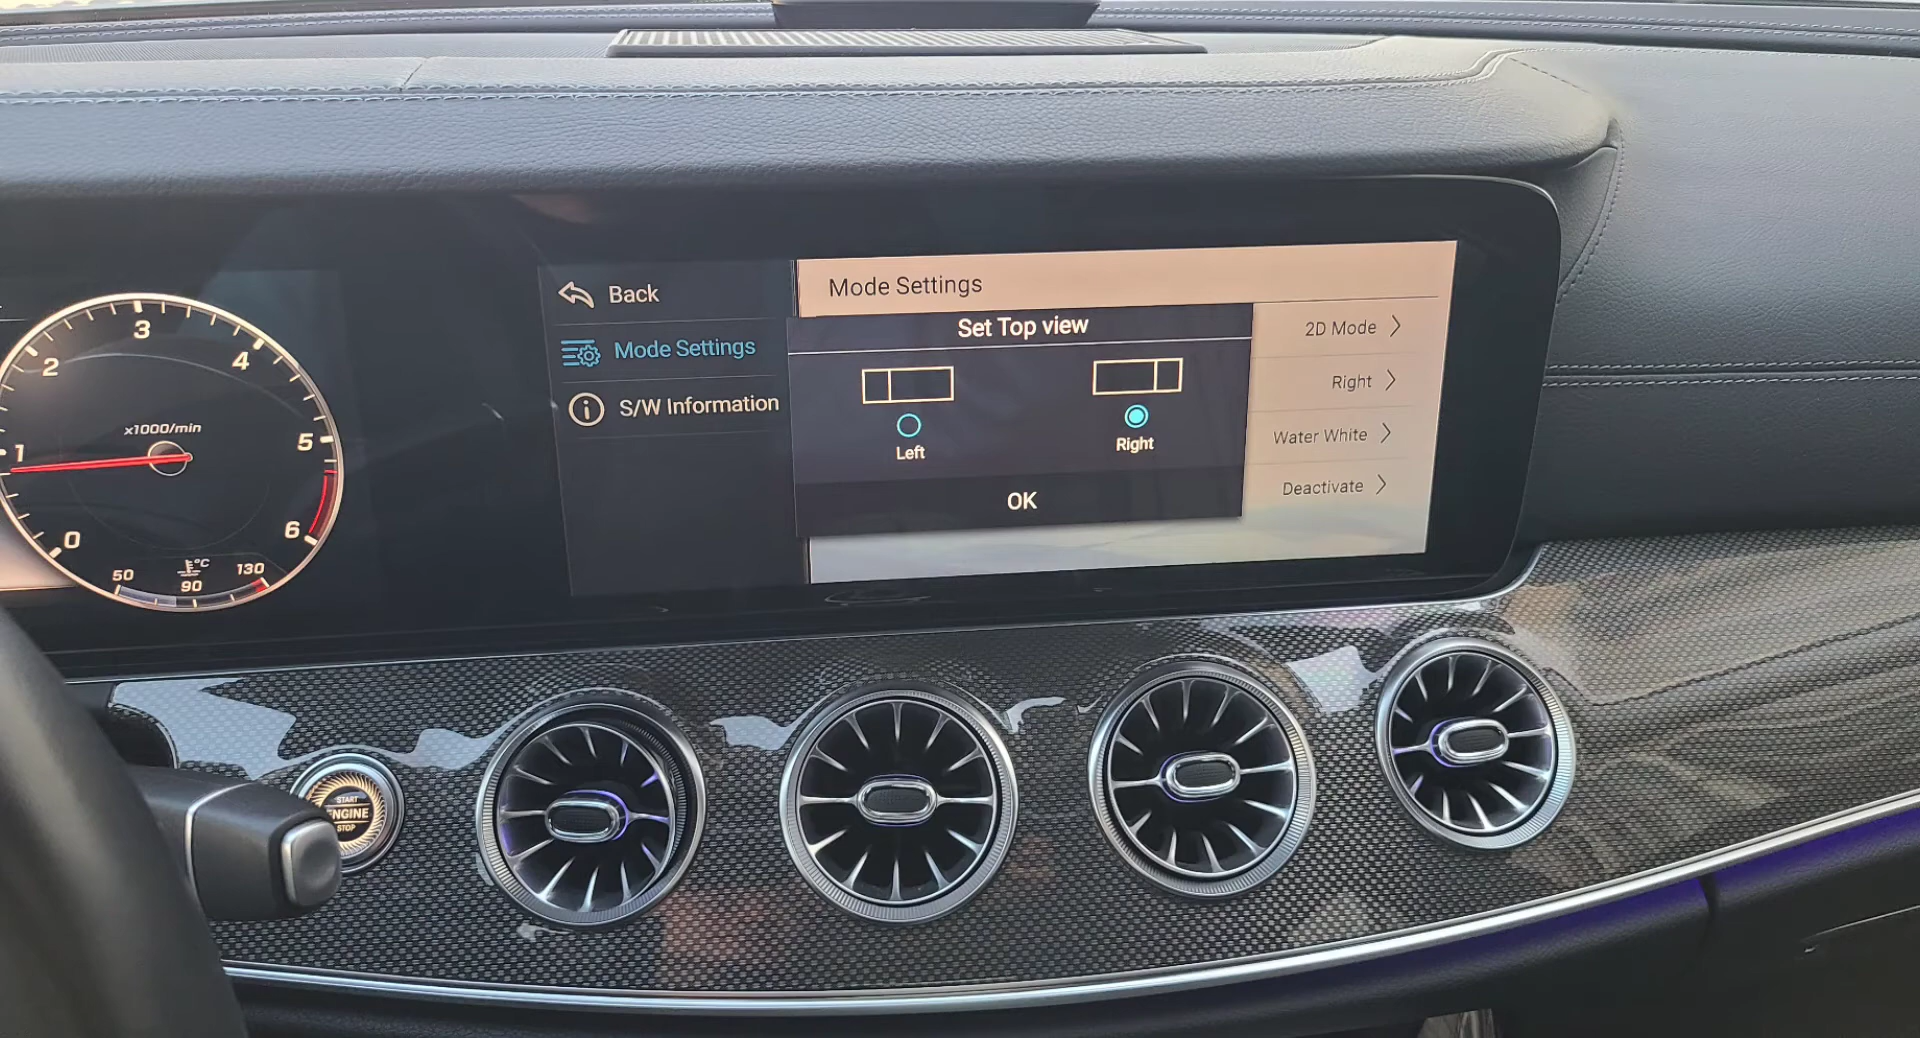 Back
Mode Settings
S/W Information
Mode Settings
Set Top view
Left
Right
OK
2D Mode
Right
Water White
Deactivate
0
1
2
3
4
5
6
x1000/min
°C
50
90
130
START
ENGINE
STOP